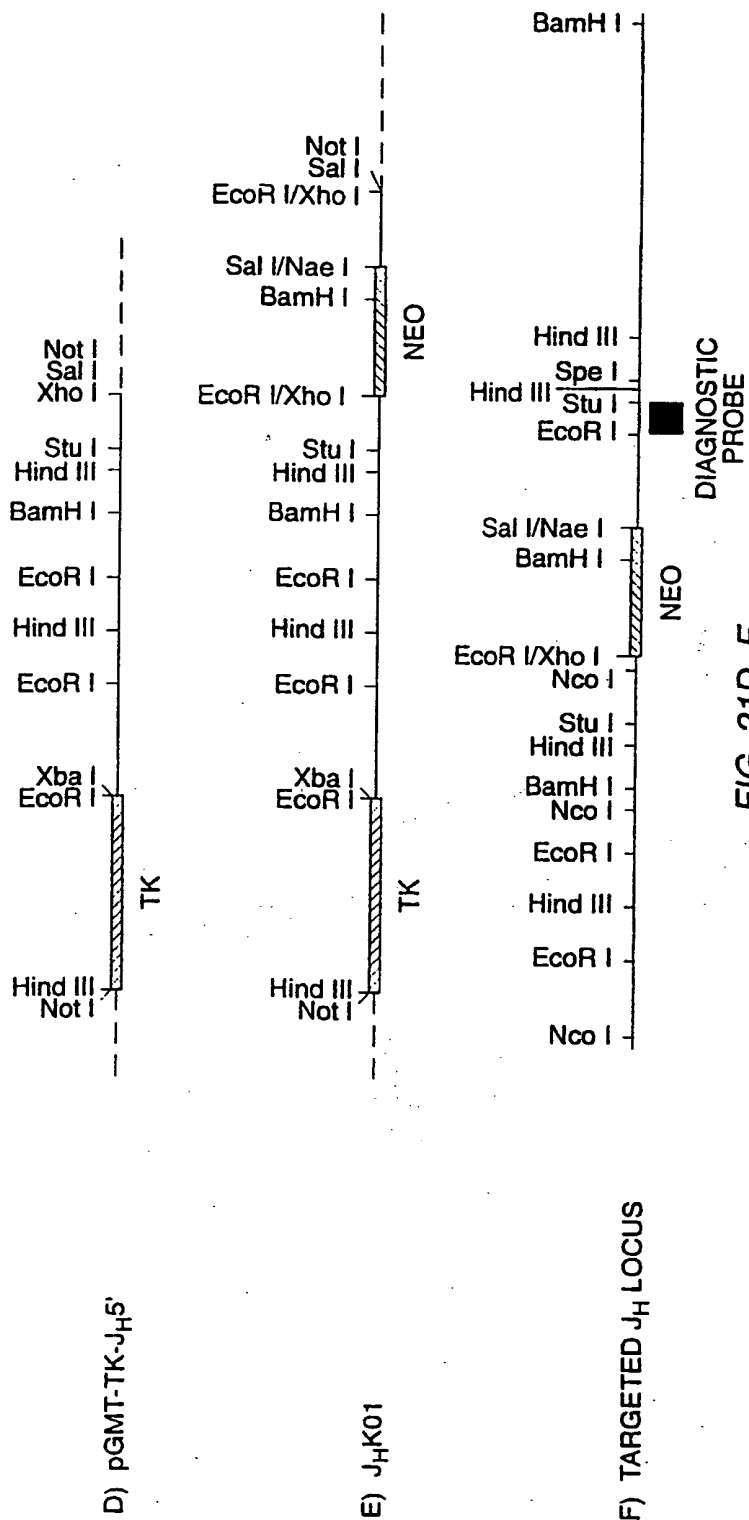 D) pGMT-TK-JH5'
Not I
Hind III
TK
EcoR I
Xba I
EcoR I
Hind III
EcoR I
BamH I
Hind III
Stu I
Xho I
Sal I
Not I
E) JHK01
Not I
Hind III
TK
EcoR I
Xba I
EcoR I
Hind III
EcoR I
BamH I
Hind III
Stu I
EcoR I/Xho I
NEO
BamH I
Sal I/Nae I
EcoR I/Xho I
Sal I
Not I
F) TARGETED JH LOCUS
Nco I
EcoR I
Hind III
EcoR I
Nco I
BamH I
Hind III
Stu I
Nco I
EcoR I/Xho I
NEO
BamH I
Sal I/Nae I
EcoR I
Stu I
Hind III
Spe I
Hind III
BamH I
DIAGNOSTIC
PROBE
FIG. 21D